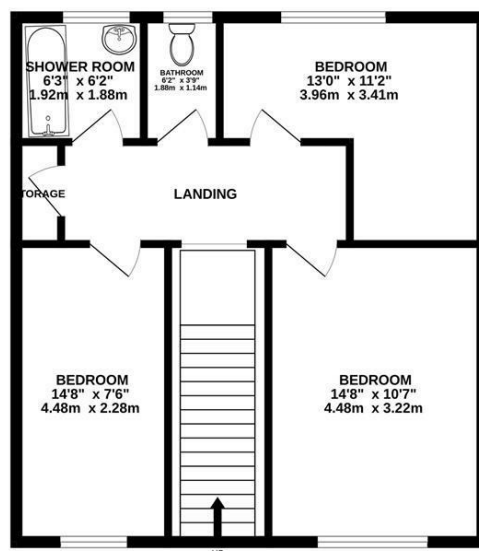 SHOWER ROOM
6'3" x 6'2"
1.92m x 1.88m
BATHROOM
6'2" x 3'9"
1.88m x 1.14m
BEDROOM
13'0" x 11'2"
3.96m x 3.41m
TORAGE
LANDING
BEDROOM
14'8" x 7'6"
4.48m x 2.28m
BEDROOM
14'8" x 10'7"
4.48m x 3.22m